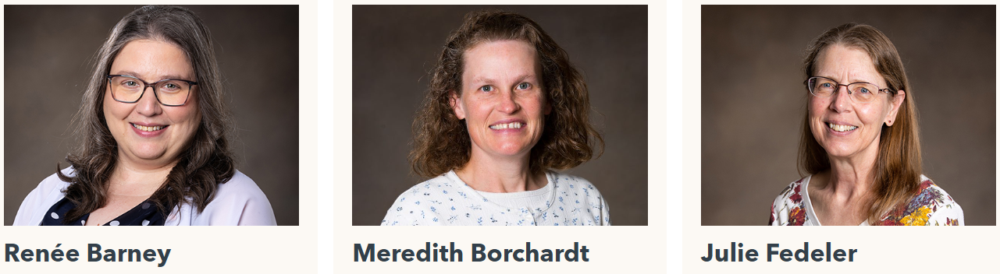 Renée Barney
Meredith Borchardt
Julie Fedeler